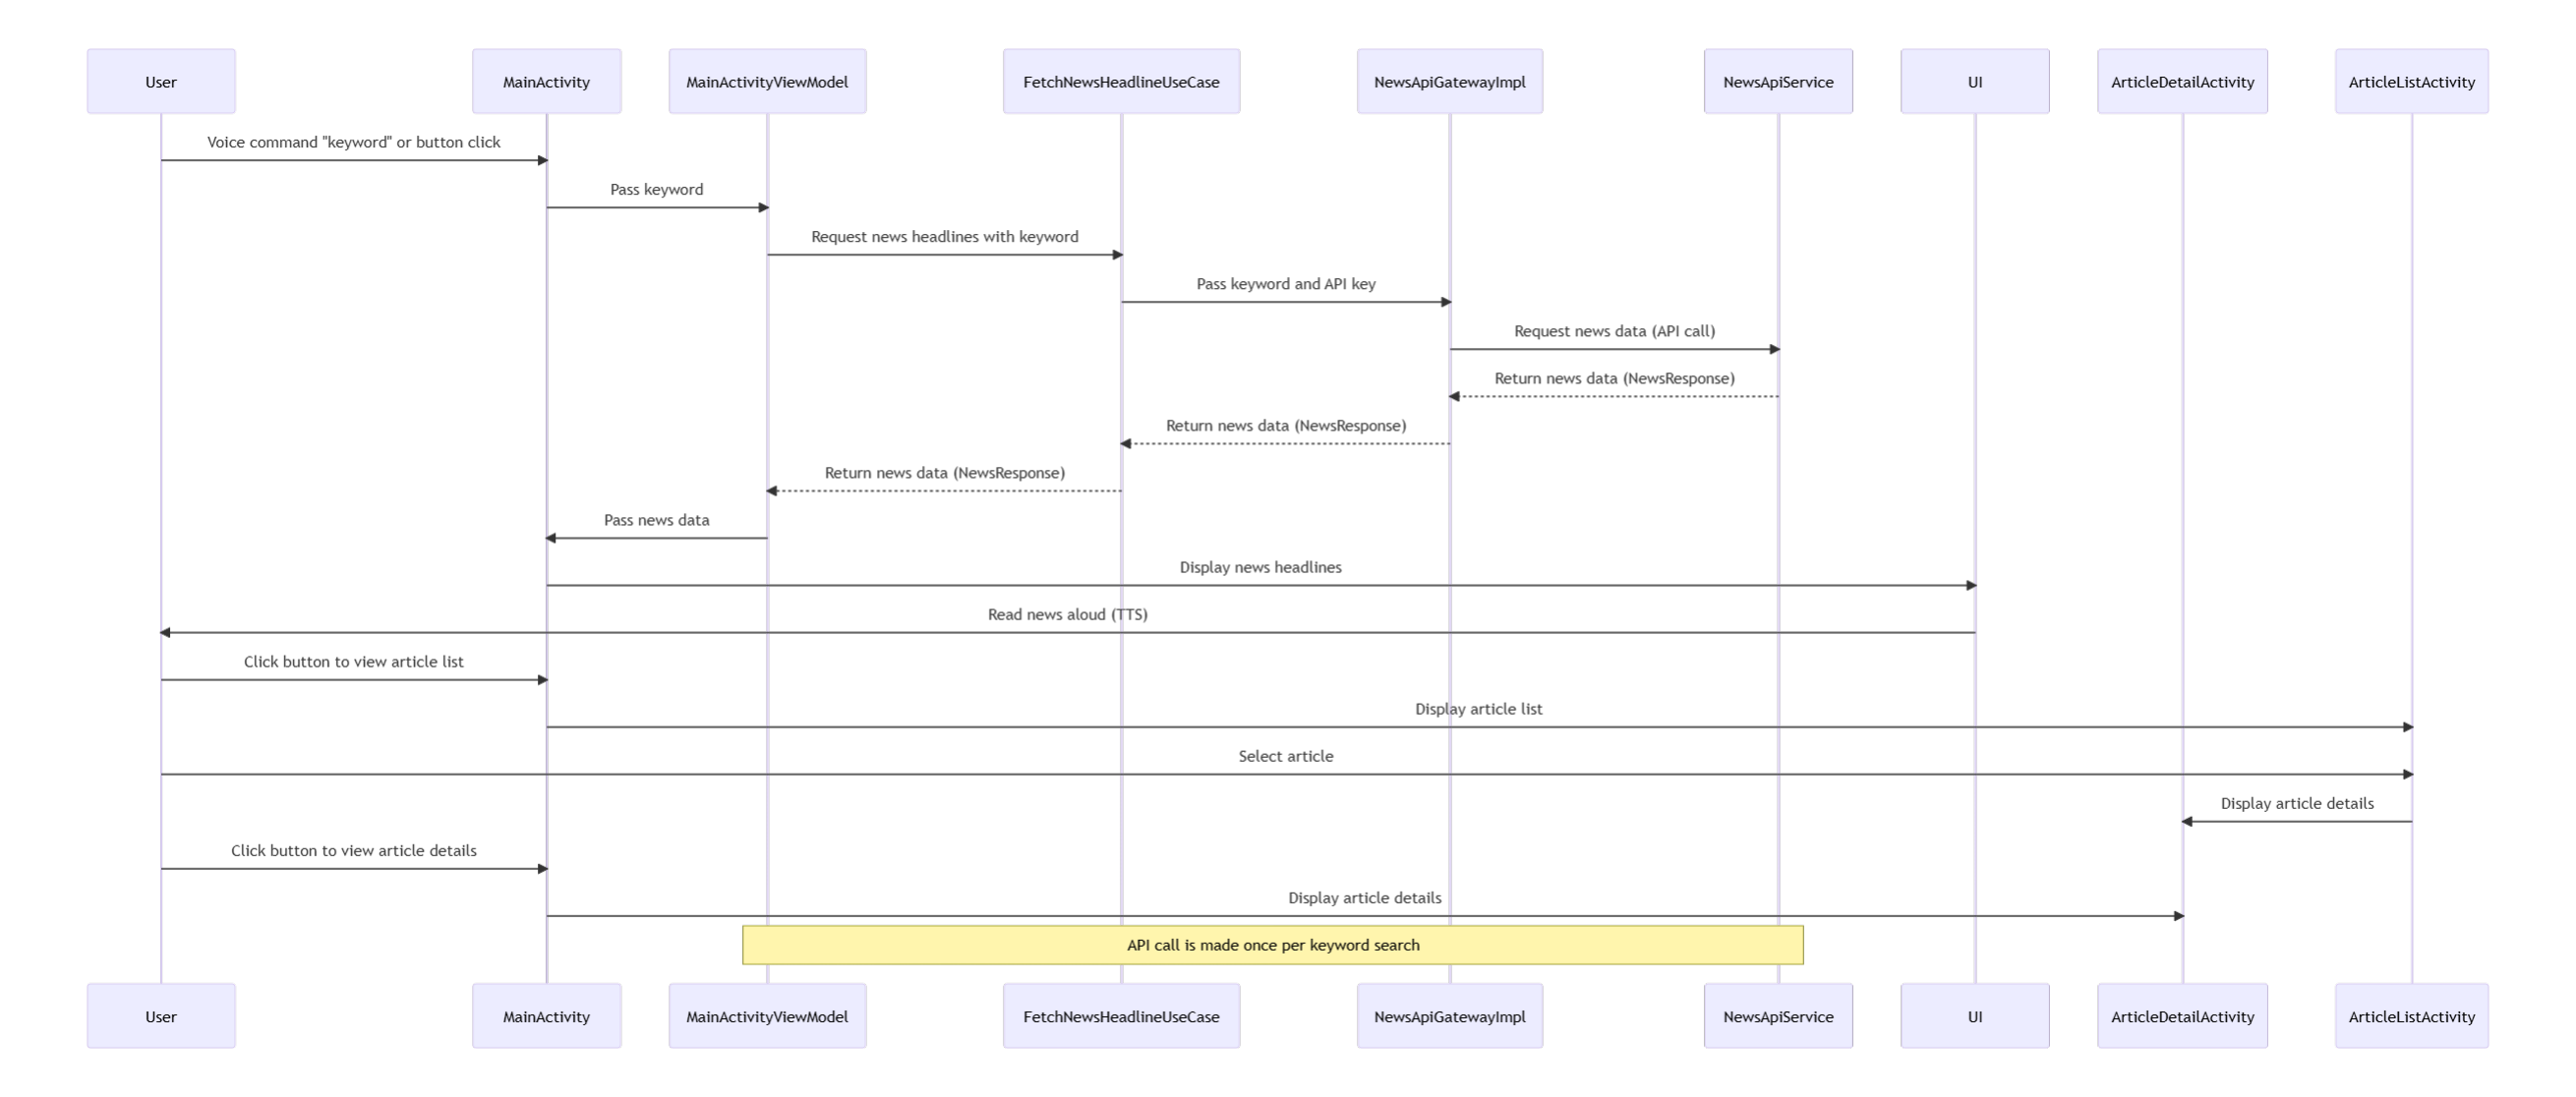 User
MainActivity
MainActivityViewModel
FetchNewsHeadlineUseCase
NewsApiGatewayImpl
NewsApiService
UI
ArticleDetailActivity
ArticleListActivity
Voice command "keyword" or button click
Pass keyword
Request news headlines with keyword
Pass keyword and API key
Request news data (API call)
Return news data (NewsResponse)
Return news data (NewsResponse)
Return news data (NewsResponse)
Pass news data
Display news headlines
Read news aloud (TTS)
Click button to view article list
Display article list
Select article
Display article details
Click button to view article details
Display article details
API call is made once per keyword search
User
MainActivity
MainActivityViewModel
FetchNewsHeadlineUseCase
NewsApiGatewayImpl
NewsApiService
UI
ArticleDetailActivity
ArticleListActivity